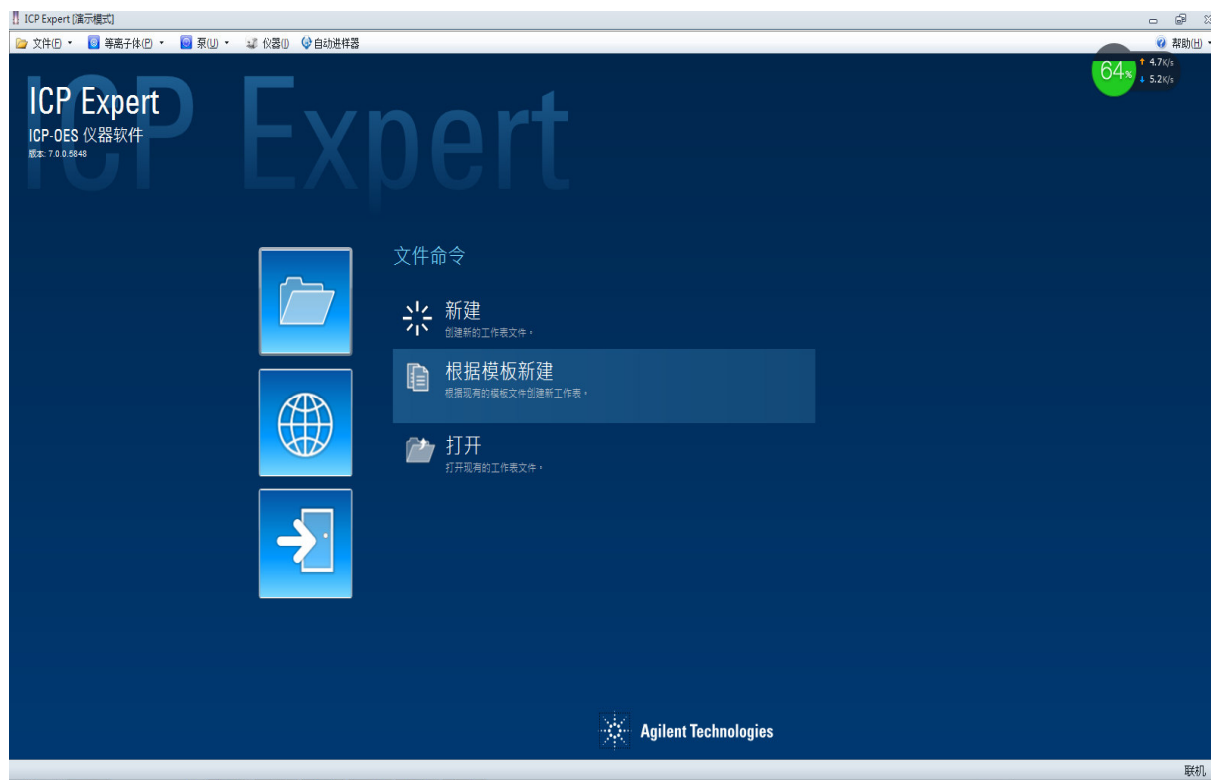 ICP Expert [演示模式]
文件(F) 等离子体(P) 泵(U) 仪器(I) 自动进样器 帮助(H)
64% 4.7K/s
5.2K/s
ICP Expert
ICP Expert
ICP-OES 仪器软件
版本: 7.0.0.5848
文件命令
新建
创建新的工作表文件。
根据模板新建
根据现有的模板文件创建新工作表。
打开
打开现有的工作表文件。
Agilent Technologies
联机